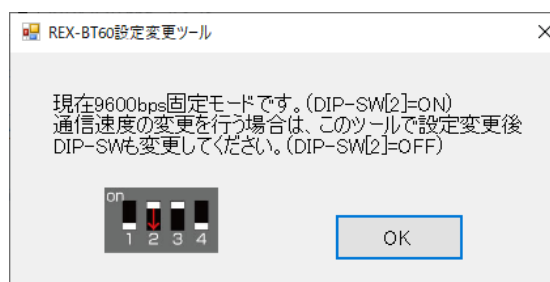 REX-BT60設定変更ツール
現在9600bps固定モードです。(DIP-SW[2]=ON)
通信速度の変更を行う場合は、このツールで設定変更後
DIP-SWも変更してください。(DIP-SW[2]=OFF)
on
1 2 3 4
OK